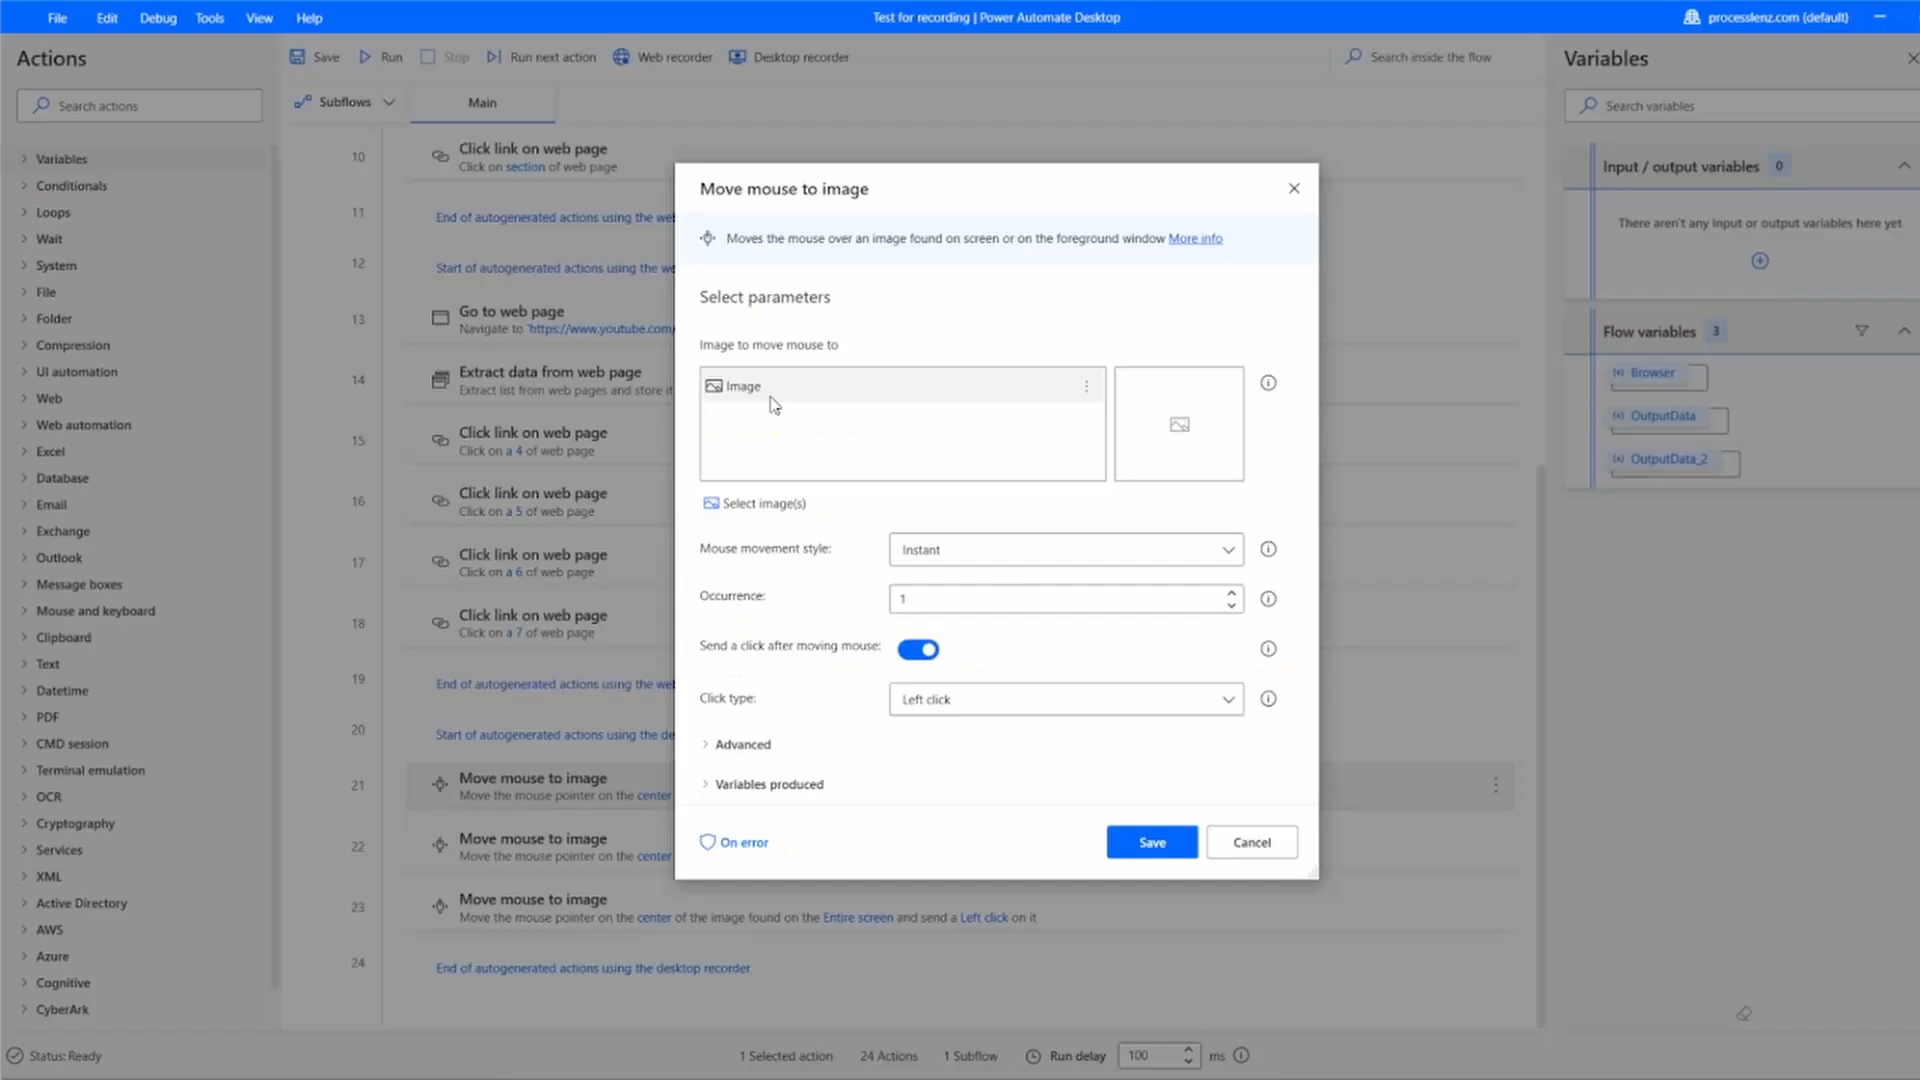 File Edit Debug Tools View Help
Test for recording | Power Automate Desktop
processlenz.com (default)
Actions
Search actions
Variables
Conditionals
Loops
Wait
System
File
Folder
Compression
UI automation
Web
Web automation
Excel
Database
Email
Exchange
Outlook
Message boxes
Mouse and keyboard
Clipboard
Text
Datetime
PDF
CMD session
Terminal emulation
OCR
Cryptography
Services
XML
Active Directory
AWS
Azure
Cognitive
CyberArk
Save Run Stop Run next action Web recorder Desktop recorder
Search inside the flow
Subflows Main
10 Click link on web page
Click on section of web page
11 End of autogenerated actions using the we
12 Start of autogenerated actions using the we
13 Go to web page
Navigate to 'https://www.youtube.com/
14 Extract data from web page
Extract list from web pages and store it
15 Click link on web page
Click on a 4 of web page
16 Click link on web page
Click on a 5 of web page
17 Click link on web page
Click on a 6 of web page
18 Click link on web page
Click on a 7 of web page
19 End of autogenerated actions using the we
20 Start of autogenerated actions using the de
21 Move mouse to image
Move the mouse pointer on the center
22 Move mouse to image
Move the mouse pointer on the center
23 Move mouse to image
Move the mouse pointer on the center of the image found on the Entire screen and send a Left click on it
24 End of autogenerated actions using the desktop recorder
Move mouse to image
Moves the mouse over an image found on screen or on the foreground window More info
Select parameters
Image to move mouse to
Image
Select image(s)
Mouse movement style: Instant
Occurrence: 1
Send a click after moving mouse:
Click type: Left click
Advanced
Variables produced
On error
Save Cancel
Variables
Search variables
Input / output variables 0
There aren't any input or output variables here yet
Flow variables 3
(x) Browser
(x) OutputData
(x) OutputData_2
Status: Ready
1 Selected action 24 Actions 1 Subflow Run delay 100 ms